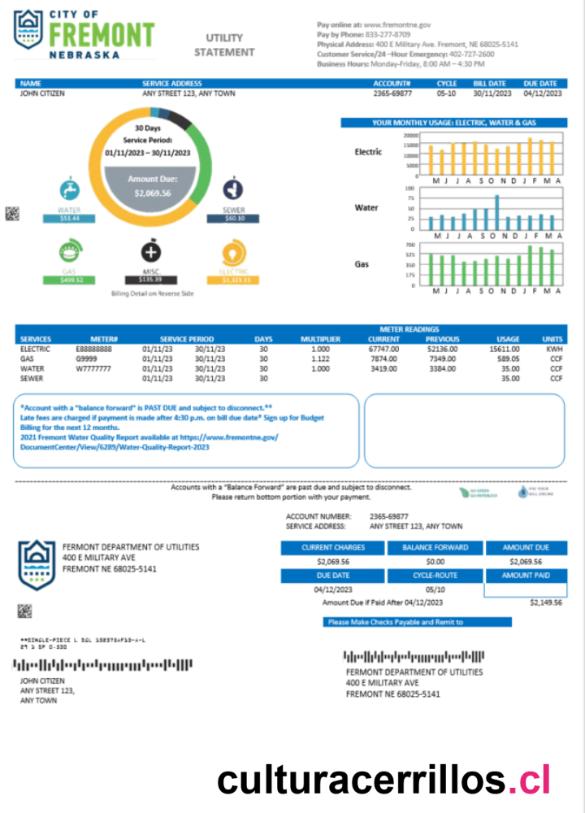 CITY OF
FREMONT
NEBRASKA
UTILITY
STATEMENT
Pay online at: www.fremontne.gov
Pay by Phone: 833-277-8709
Physical Address: 400 E Military Ave. Fremont, NE 68025-5141
Customer Service/24 -Hour Emergency: 402-727-2600
Business Hours: Monday-Friday, 8:00 AM – 4:30 PM
NAME SERVICE ADDRESS ACCOUNT# CYCLE BILL DATE DUE DATE
JOHN CITIZEN ANY STREET 123, ANY TOWN 2365-69877 05-10 30/11/2023 04/12/2023
30 Days
Service Period:
01/11/2023 – 30/11/2023
Amount Due:
$2,069.56
WATER
$53.44
SEWER
$60.30
GAS
MISC.
$135.39
ELECTRIC
Billing Detail on Reverse Side
YOUR MONTHLY USAGE: ELECTRIC, WATER & GAS
Electric
20000
15000
10000
5000
0
M J J A S O N D J F M A
Water
100
75
50
25
0
M J J A S O N D J F M A
Gas
700
525
350
175
0
M J J A S O N D J F M A
METER READINGS
SERVICES METER# SERVICE PERIOD DAYS MULTIPLIER CURRENT PREVIOUS USAGE UNITS
ELECTRIC E88888888 01/11/23 30/11/23 30 1.000 67747.00 52136.00 15611.00 KWH
GAS G9999 01/11/23 30/11/23 30 1.122 7874.00 7349.00 589.05 CCF
WATER W7777777 01/11/23 30/11/23 30 1.000 3419.00 3384.00 35.00 CCF
SEWER 01/11/23 30/11/23 30 35.00 CCF
*Account with a "balance forward" is PAST DUE and subject to disconnect.**
Late fees are charged if payment is made after 4:30 p.m. on bill due date* Sign up for Budget
Billing for the next 12 months.
2021 Fremont Water Quality Report available at https://www.fremontne.gov/
DocumentCenter/View/6289/Water-Quality-Report-2023
Accounts with a "Balance Forward" are past due and subject to disconnect.
Please return bottom portion with your payment.
ACCOUNT NUMBER: 2365-69877
SERVICE ADDRESS: ANY STREET 123, ANY TOWN
FERMONT DEPARTMENT OF UTILITIES
400 E MILITARY AVE
FREMONT NE 68025-5141
CURRENT CHARGES BALANCE FORWARD AMOUNT DUE
$2,069.56 $0.00 $2,069.56
DUE DATE CYCLE-ROUTE AMOUNT PAID
04/12/2023 05/10
Amount Due if Paid After 04/12/2023 $2,149.56
Please Make Checks Payable and Remit to
JOHN CITIZEN
ANY STREET 123,
ANY TOWN
FERMONT DEPARTMENT OF UTILITIES
400 E MILITARY AVE
FREMONT NE 68025-5141
culturacerrillos.cl